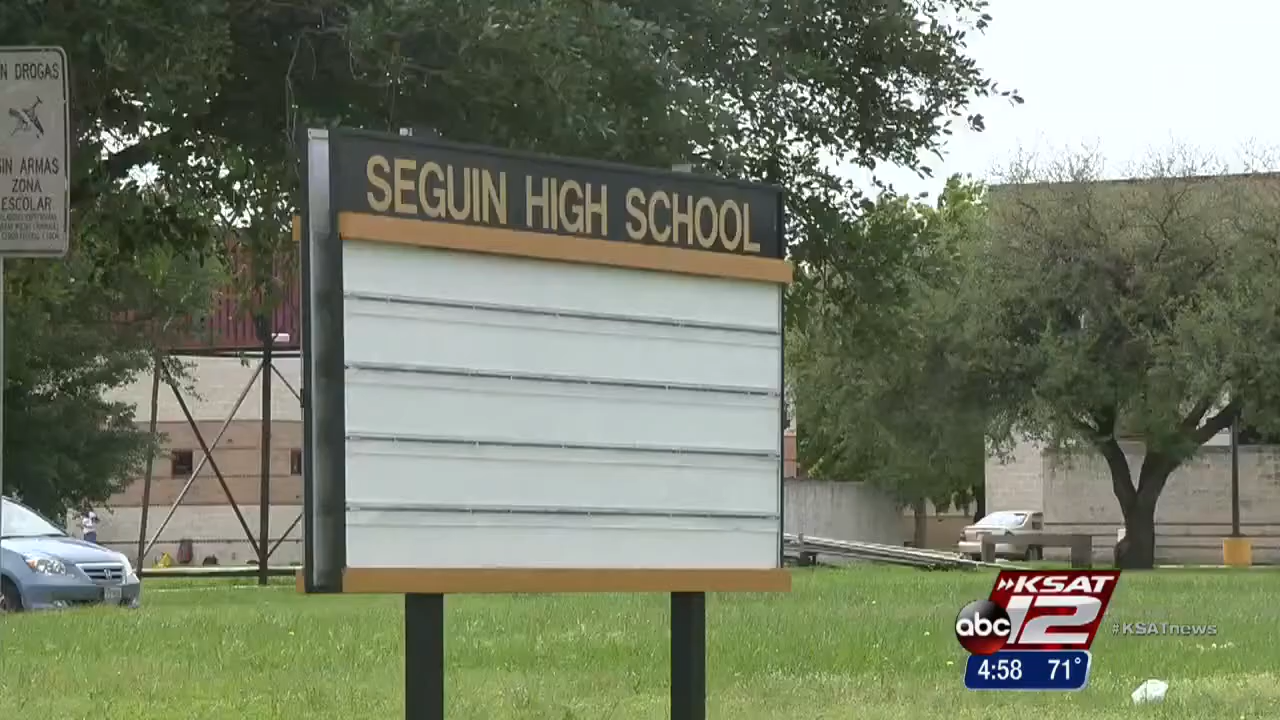 N DROGAS
SIN ARMAS
ZONA
ESCOLAR
SEGUIN HIGH SCHOOL
»KSAT
abc 12
#KSATnews
4:58 71°